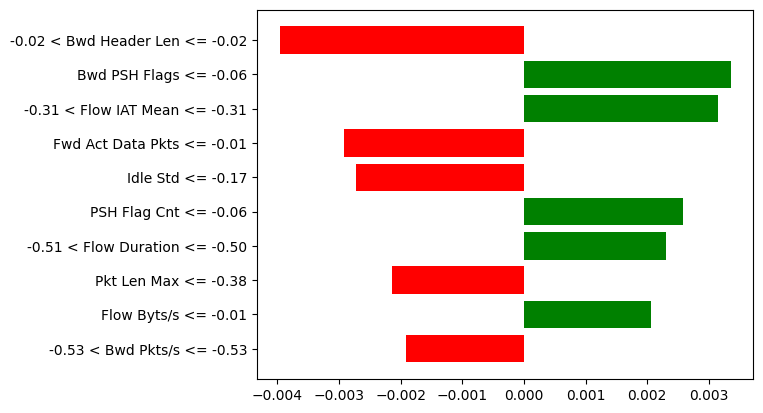 -0.02 < Bwd Header Len <= -0.02
Bwd PSH Flags <= -0.06
-0.31 < Flow IAT Mean <= -0.31
Fwd Act Data Pkts <= -0.01
Idle Std <= -0.17
PSH Flag Cnt <= -0.06
-0.51 < Flow Duration <= -0.50
Pkt Len Max <= -0.38
Flow Byts/s <= -0.01
-0.53 < Bwd Pkts/s <= -0.53
−0.004 −0.003 −0.002 −0.001 0.000 0.001 0.002 0.003